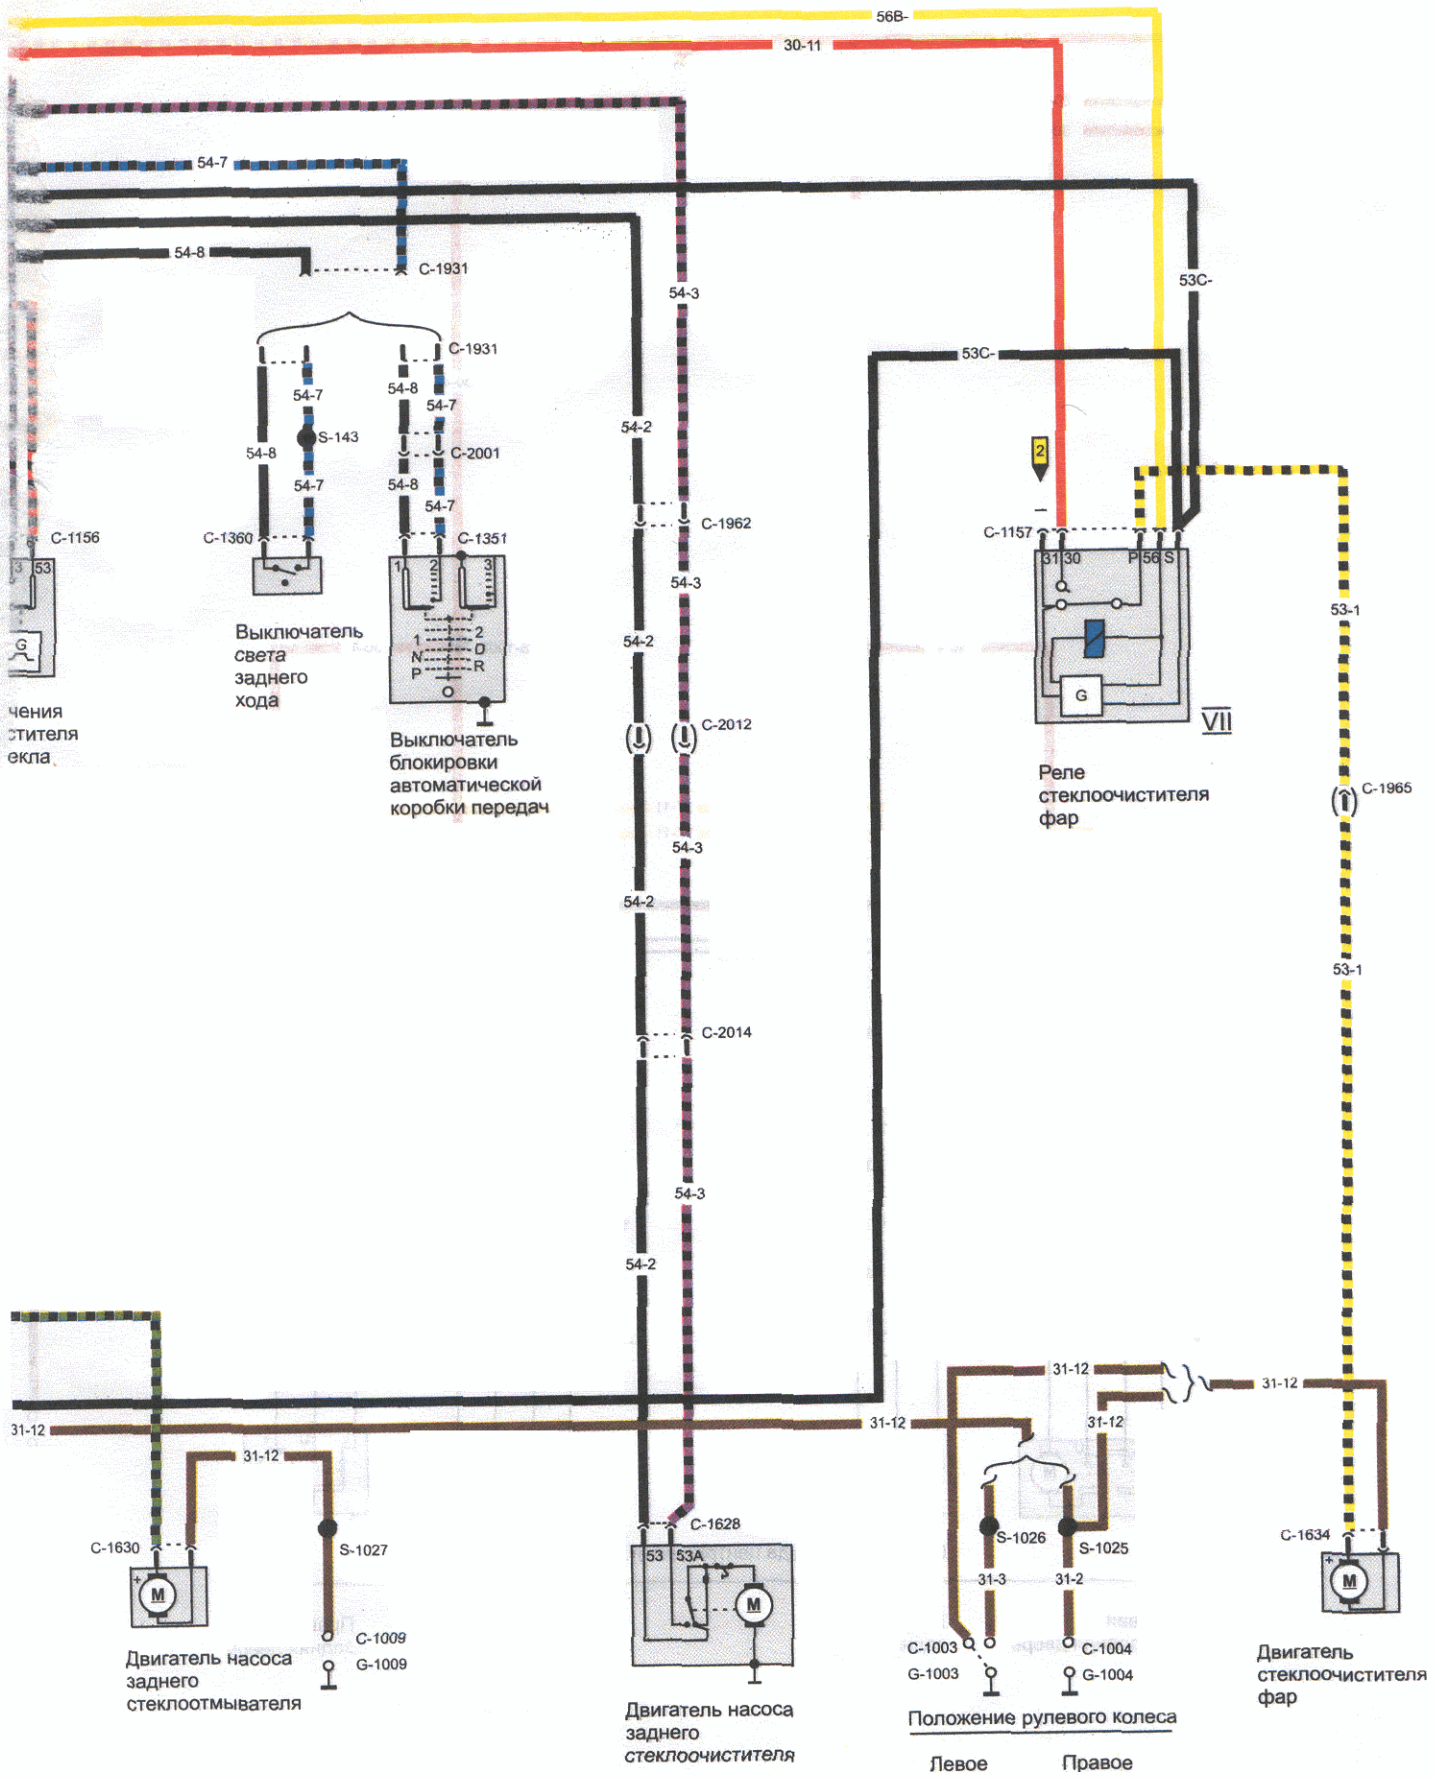 56B-
30-11
54-7
54-8
C-1931
54-3
53C-
C-1931
53C-
54-8
54-7
54-7
54-2
S-143
54-8
2
C-2001
54-8
54-7
54-7
C-1962
C-1156
C-1360
C-1351
C-1157
3 53
1 2 3
31 30 P 56 S
54-3
53-1
Выключатель
света
заднего
хода
1 2
N D
P R
54-2
G
G
VII
чения
стителя
екла
C-2012
Выключатель
блокировки
автоматической
коробки передач
Реле
стеклоочистителя
фар
C-1965
54-3
54-2
53-1
C-2014
54-3
54-2
31-12
31-12
31-12
31-12
31-12
31-12
C-1630
S-1027
C-1628
S-1026
S-1025
C-1634
53 53A
31-3
31-2
+
M
M
+
M
C-1009
G-1009
C-1003
G-1003
C-1004
G-1004
Двигатель насоса
заднего
стеклоотмывателя
Двигатель насоса
заднего
стеклоочистителя
Двигатель
стеклоочистителя
фар
Положение рулевого колеса
Левое Правое